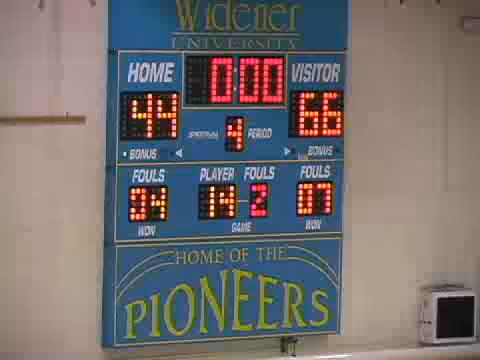 Widener
UNIVERSITY
HOME 0:00 VISITOR
44 66
4 PERIOD
BONUS BONUS
FOULS PLAYER FOULS FOULS
14-2 07
WON GAME WON
HOME OF THE
PIONEERS